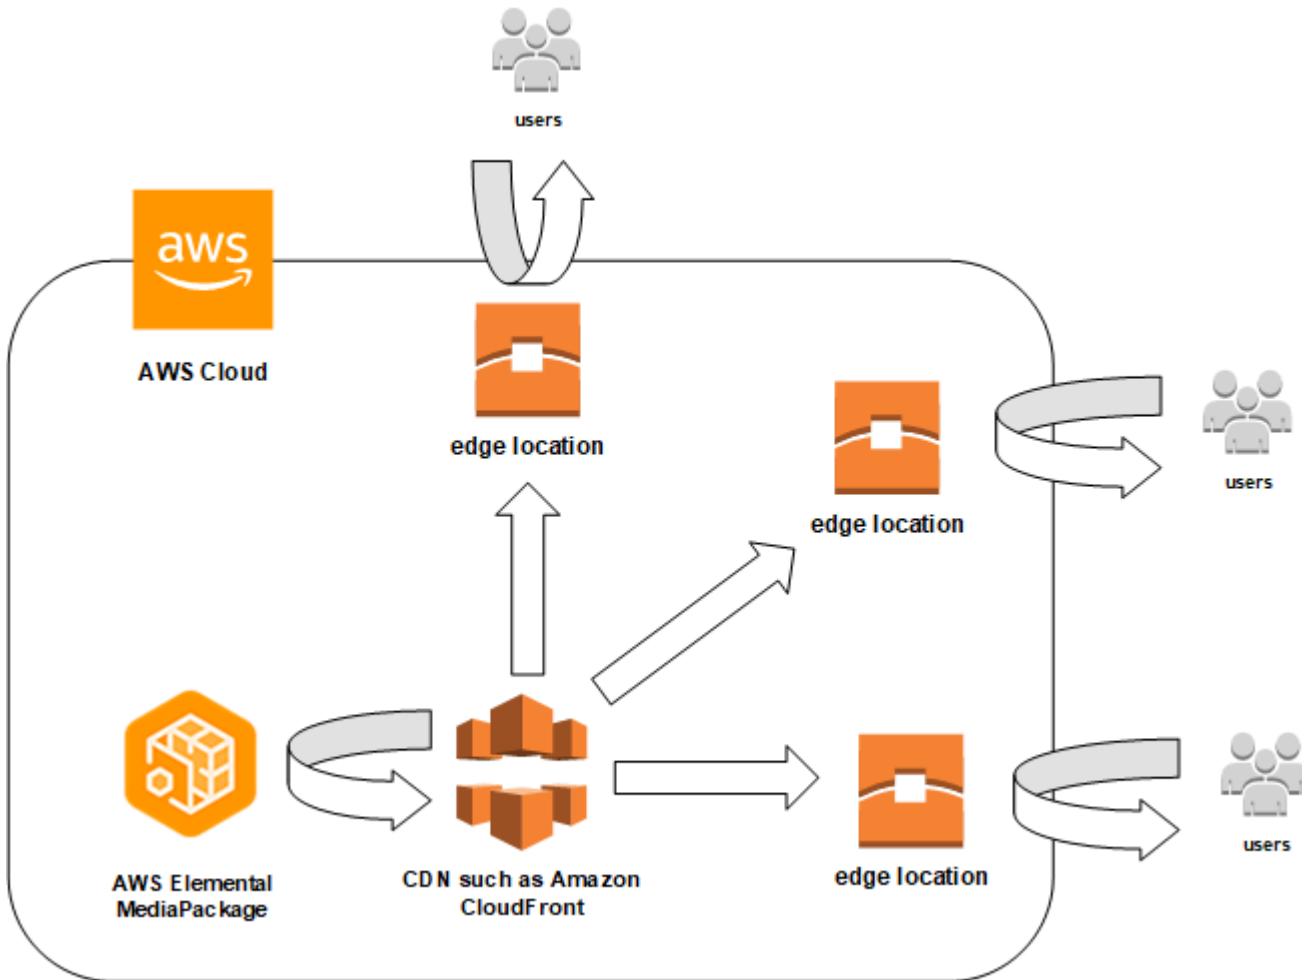 users
aws
AWS Cloud
edge location
edge location
users
users
edge location
AWS Elemental
MediaPackage
CDN such as Amazon
CloudFront